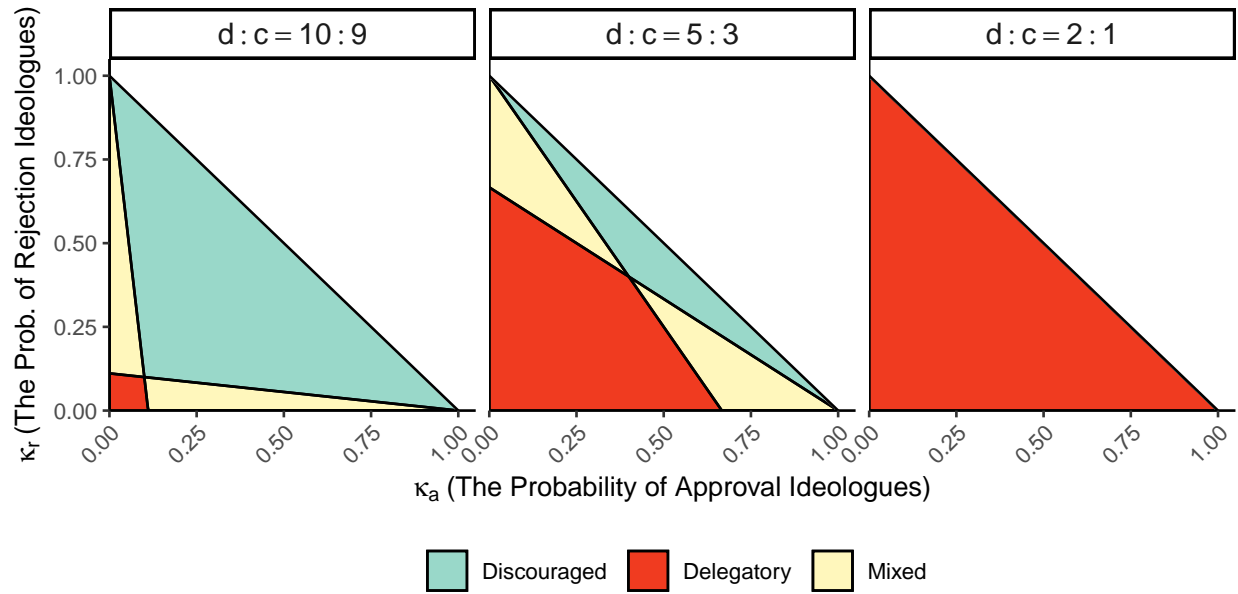 d : c = 10 : 9
d : c = 5 : 3
d : c = 2 : 1
κr (The Prob. of Rejection Ideologues)
1.00
0.75
0.50
0.25
0.00
0.00
0.25
0.50
0.75
1.00
0.00
0.25
0.50
0.75
1.00
0.00
0.25
0.50
0.75
1.00
κa (The Probability of Approval Ideologues)
Discouraged
Delegatory
Mixed